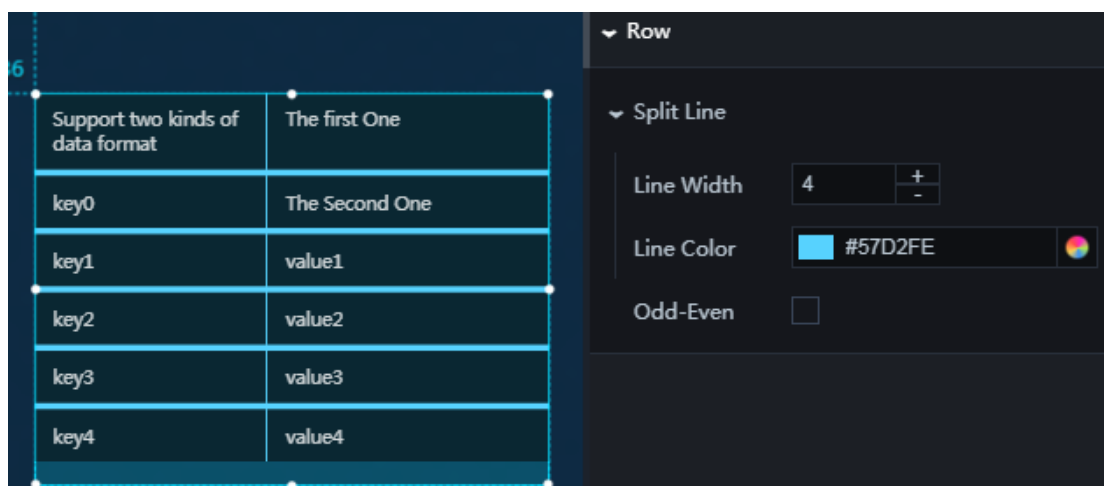 Row
36
Support two kinds of data format
The first One
key0
The Second One
key1
value1
key2
value2
key3
value3
key4
value4
Split Line
Line Width
4
+
-
Line Color
#57D2FE
Odd-Even